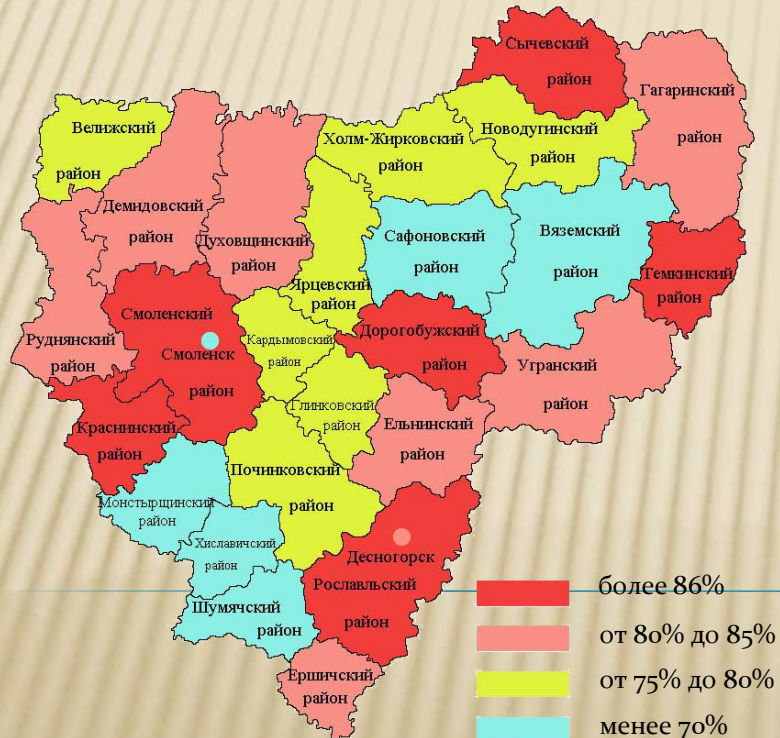 Сычевский
район
Гагаринский
район
Велижский
район
Холм-Жирковский
район
Новодугинский
район
Демидовский
район
Духовщинский
район
Сафоновский
район
Вяземский
район
Темкинский
район
Ярцевский
район
Смоленский
Смоленск
район
Руднянский
район
Кардымовский
район
Дорогобужский
район
Угранский
район
Глинковский
район
Ельнинский
район
Краснинский
район
Починковский
район
Монстырщинский
район
Хиславичский
район
Шумячский
район
Десногорск
Рославльский
район
Ершичский
район
более 86%
от 80% до 85%
от 75% до 80%
менее 70%